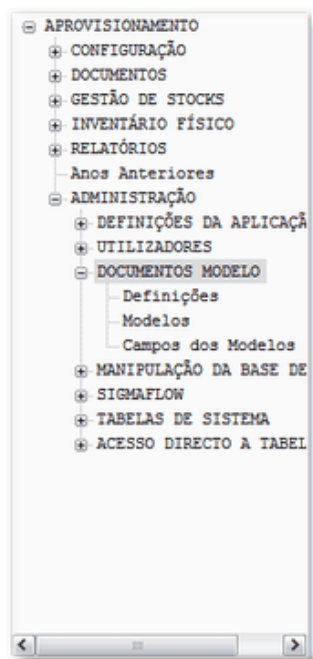 APROVISIONAMENTO
CONFIGURAÇÃO
DOCUMENTOS
GESTÃO DE STOCKS
INVENTÁRIO FÍSICO
RELATÓRIOS
Anos Anteriores
ADMINISTRAÇÃO
DEFINIÇÕES DA APLICAÇÃ
UTILIZADORES
DOCUMENTOS MODELO
Definições
Modelos
Campos dos Modelos
MANIPULAÇÃO DA BASE DE
SIGMAFLOW
TABELAS DE SISTEMA
ACESSO DIRECTO A TABEL